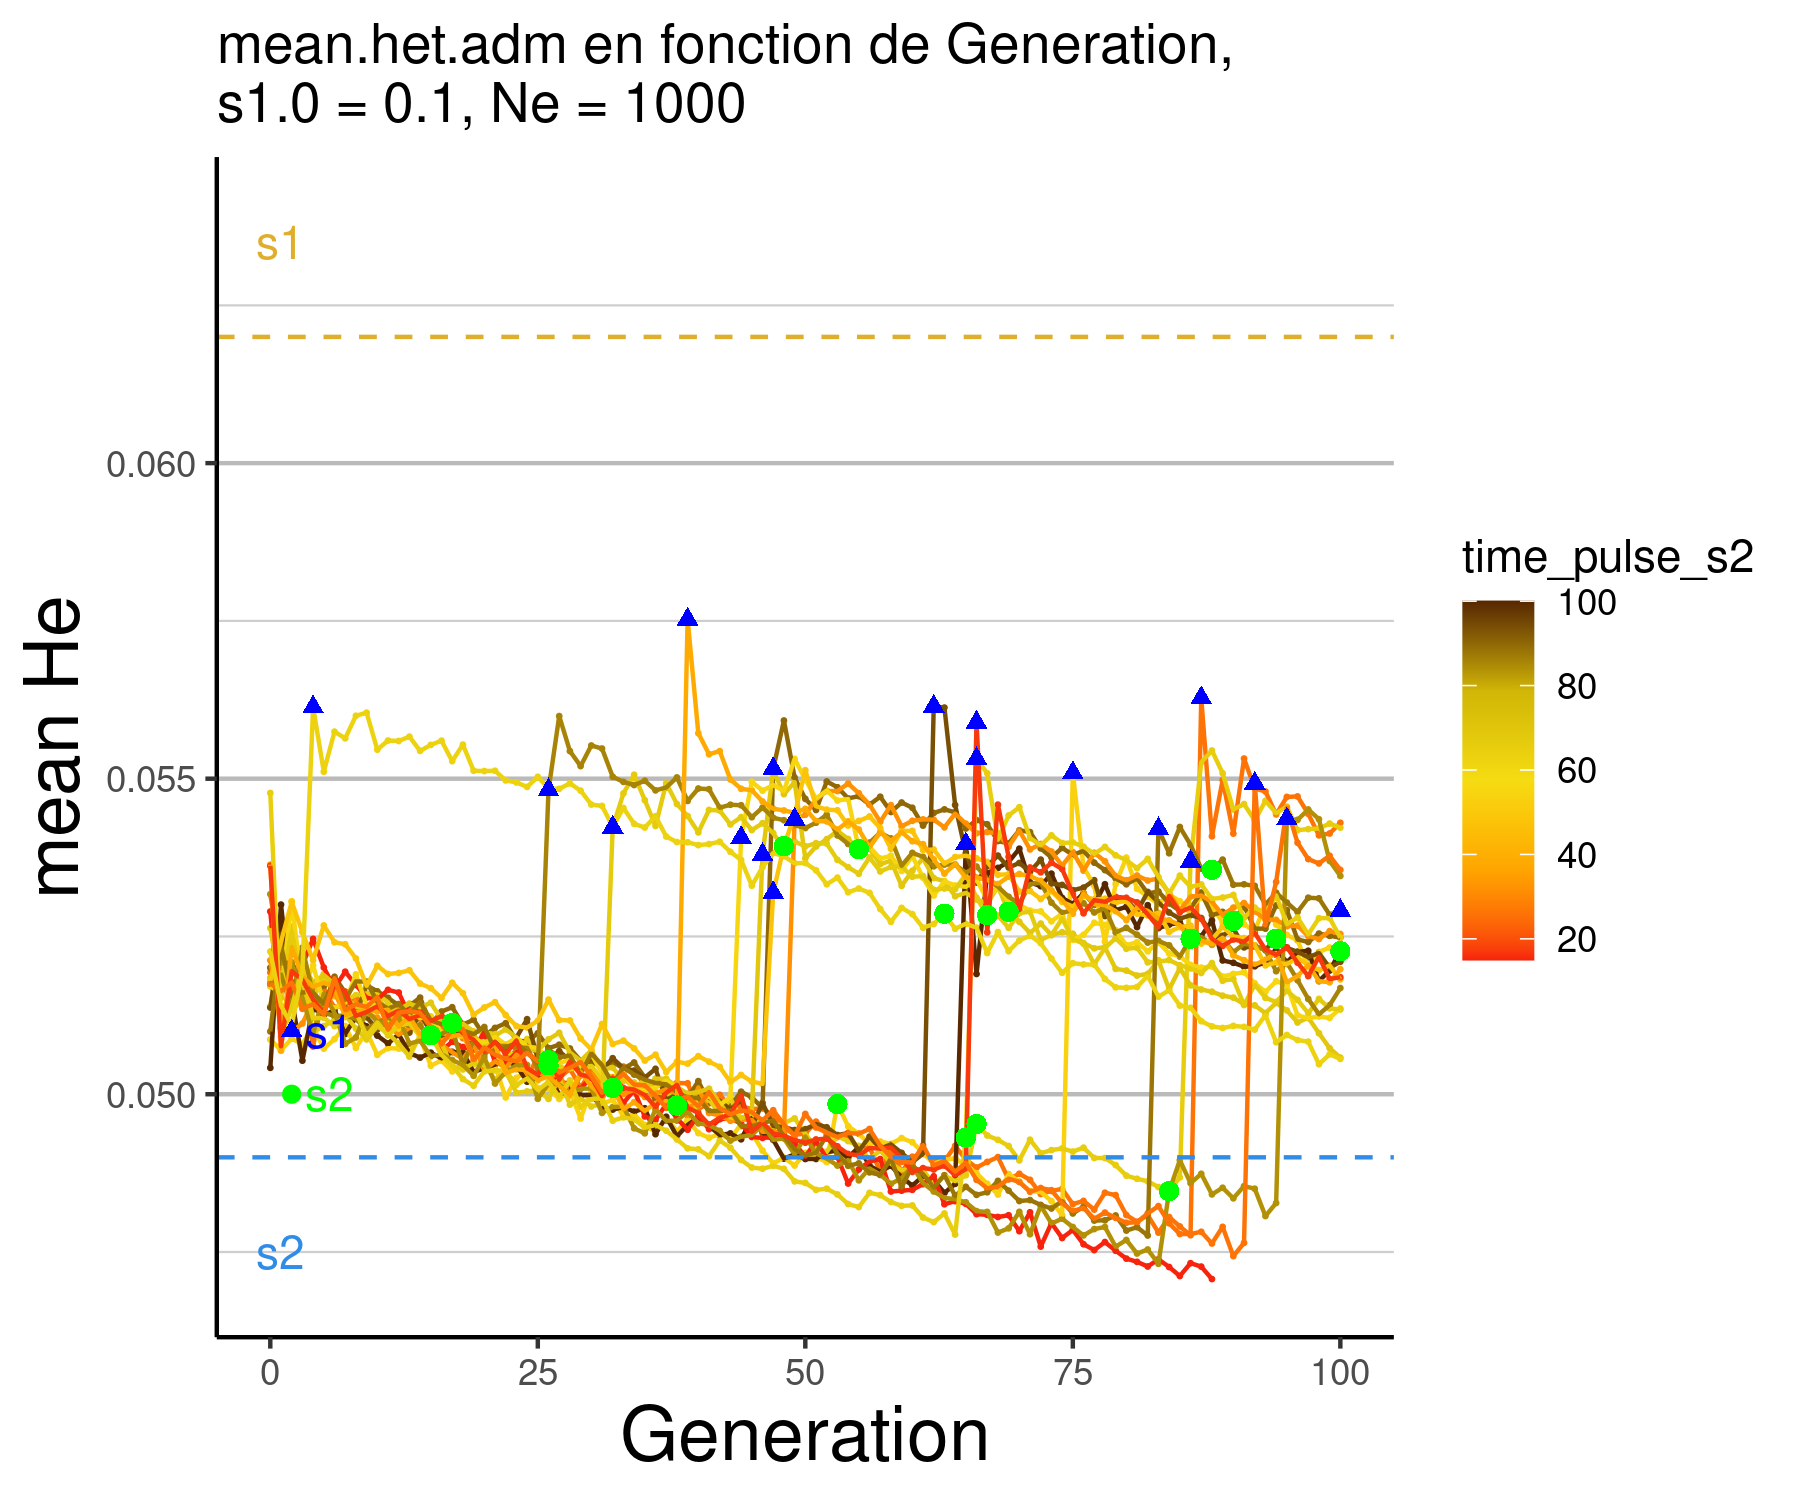 mean.het.adm en fonction de Generation,
s1.0 = 0.1, Ne = 1000
s1
0.060
0.055
0.050
mean He
s1
s2
s2
0
25
50
75
100
Generation
time_pulse_s2
100
80
60
40
20